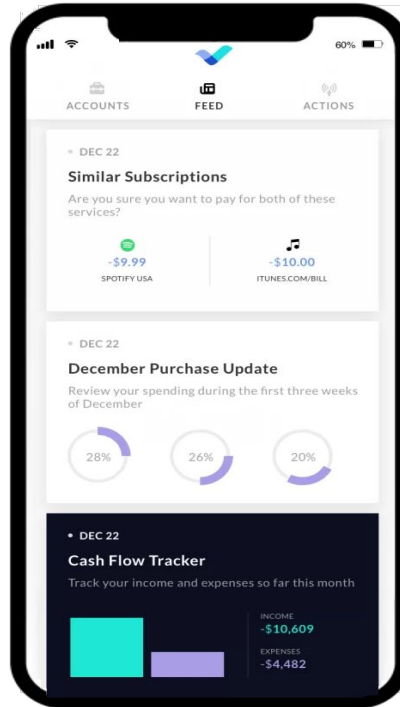 60%
ACCOUNTS
FEED
ACTIONS
DEC 22
Similar Subscriptions
Are you sure you want to pay for both of these
services?
-$9.99
SPOTIFY USA
-$10.00
ITUNES.COM/BILL
DEC 22
December Purchase Update
Review your spending during the first three weeks
of December
28%
26%
20%
DEC 22
Cash Flow Tracker
Track your income and expenses so far this month
INCOME
-$10,609
EXPENSES
-$4,482